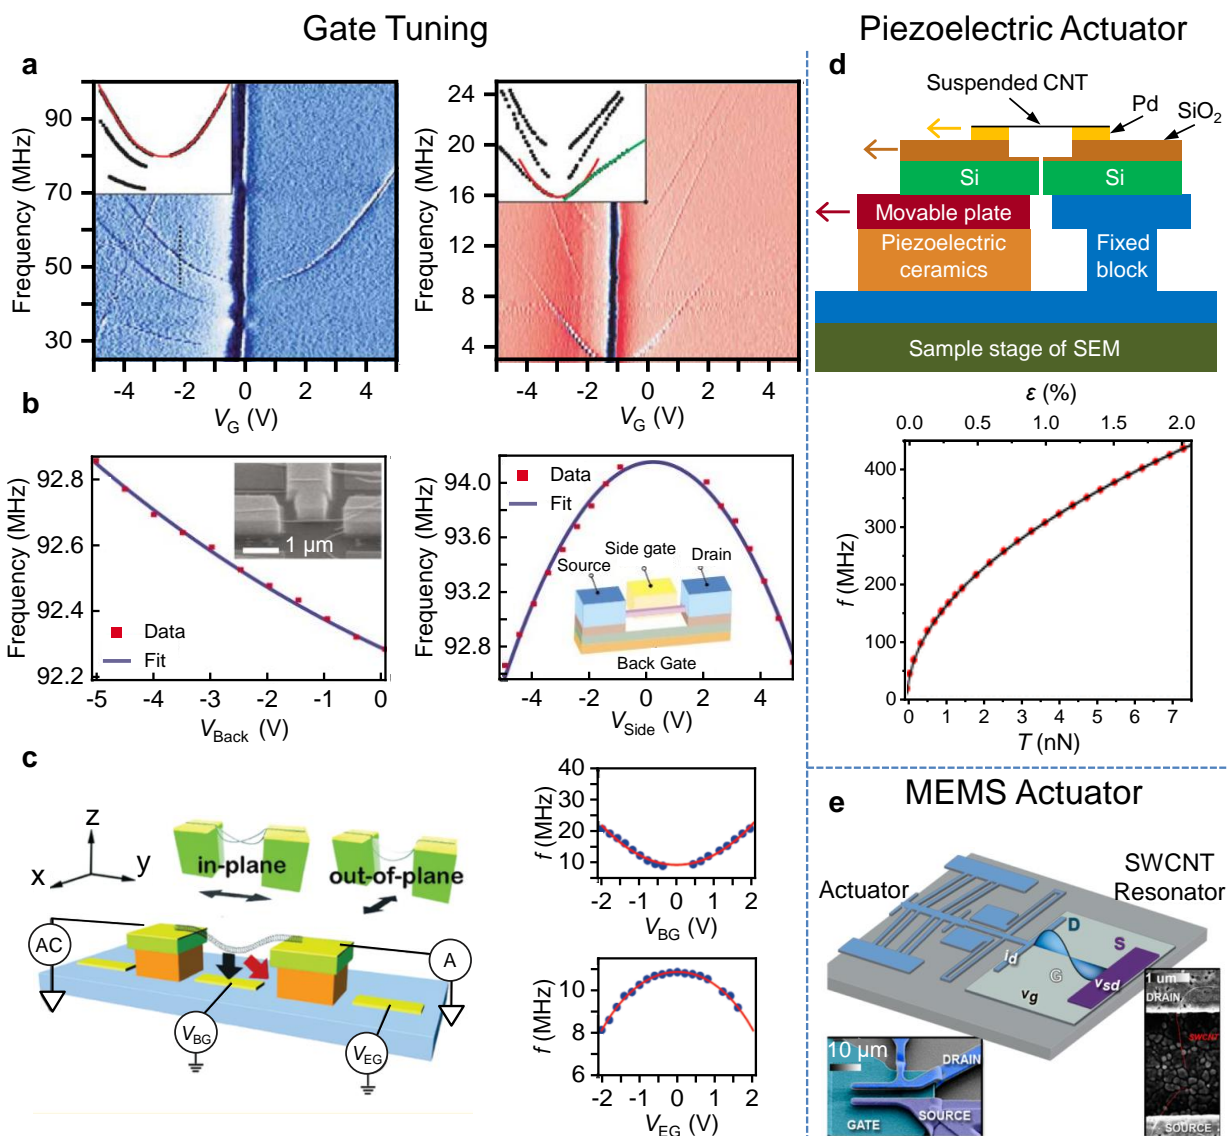 Gate Tuning
Piezoelectric Actuator
a
Frequency (MHz)
90
70
50
30
-4
-2
0
2
4
V_G (V)
Frequency (MHz)
24
20
16
12
8
4
-4
-2
0
2
4
V_G (V)
b
Frequency (MHz)
92.8
92.6
92.4
92.2
1 µm
Data
Fit
-5
-4
-3
-2
-1
0
V_Back (V)
Frequency (MHz)
94.0
93.6
93.2
92.8
Data
Fit
Side gate
Source
Drain
Back Gate
-4
-2
0
2
4
V_Side (V)
c
z
x
y
in-plane
out-of-plane
AC
A
V_BG
V_EG
f (MHz)
40
30
20
10
-2
-1
0
1
2
V_BG (V)
f (MHz)
10
8
6
-2
-1
0
1
2
V_EG (V)
d
Suspended CNT
Pd
SiO₂
Si
Si
Movable plate
Piezoelectric
ceramics
Fixed
block
Sample stage of SEM
ε (%)
0.0
0.5
1.0
1.5
2.0
f (MHz)
400
300
200
100
0
0
1
2
3
4
5
6
7
T (nN)
e
MEMS Actuator
SWCNT
Resonator
Actuator
D
S
i_d
G
v_sd
v_g
10 µm
DRAIN
SOURCE
GATE
1 um
DRAIN
SWCNT
SOURCE